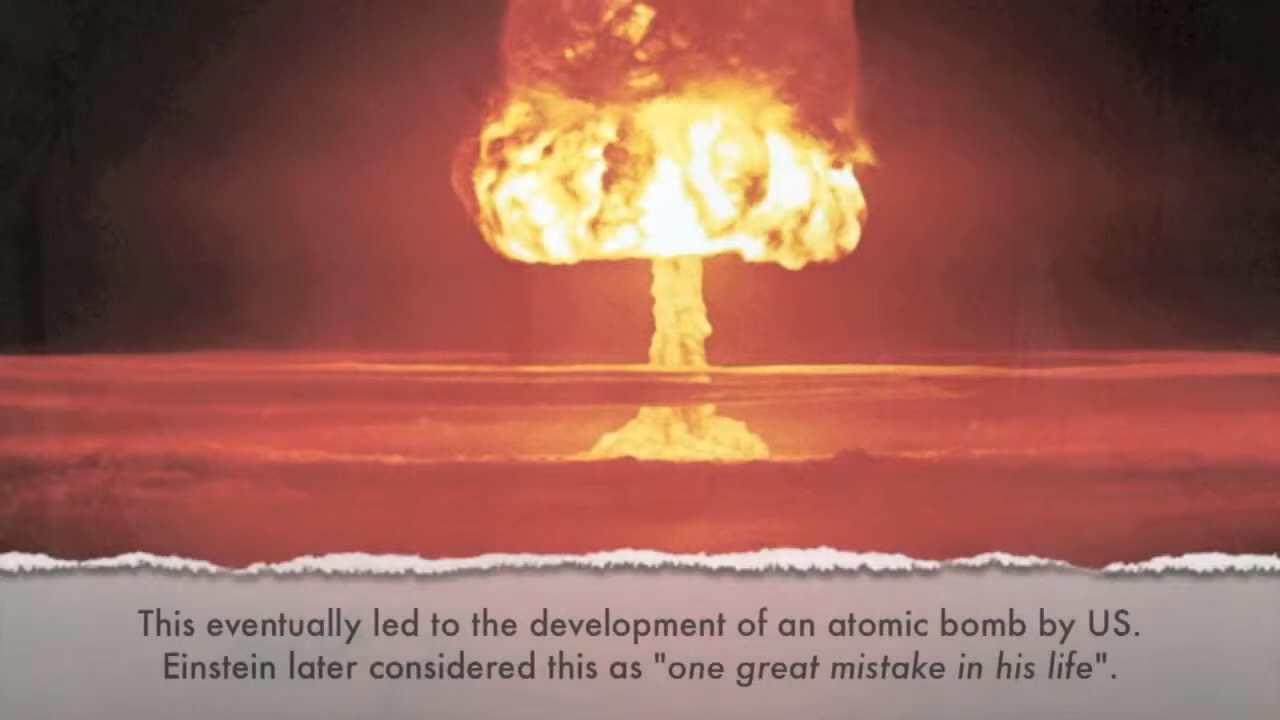 This eventually led to the development of an atomic bomb by US.
Einstein later considered this as "one great mistake in his life".